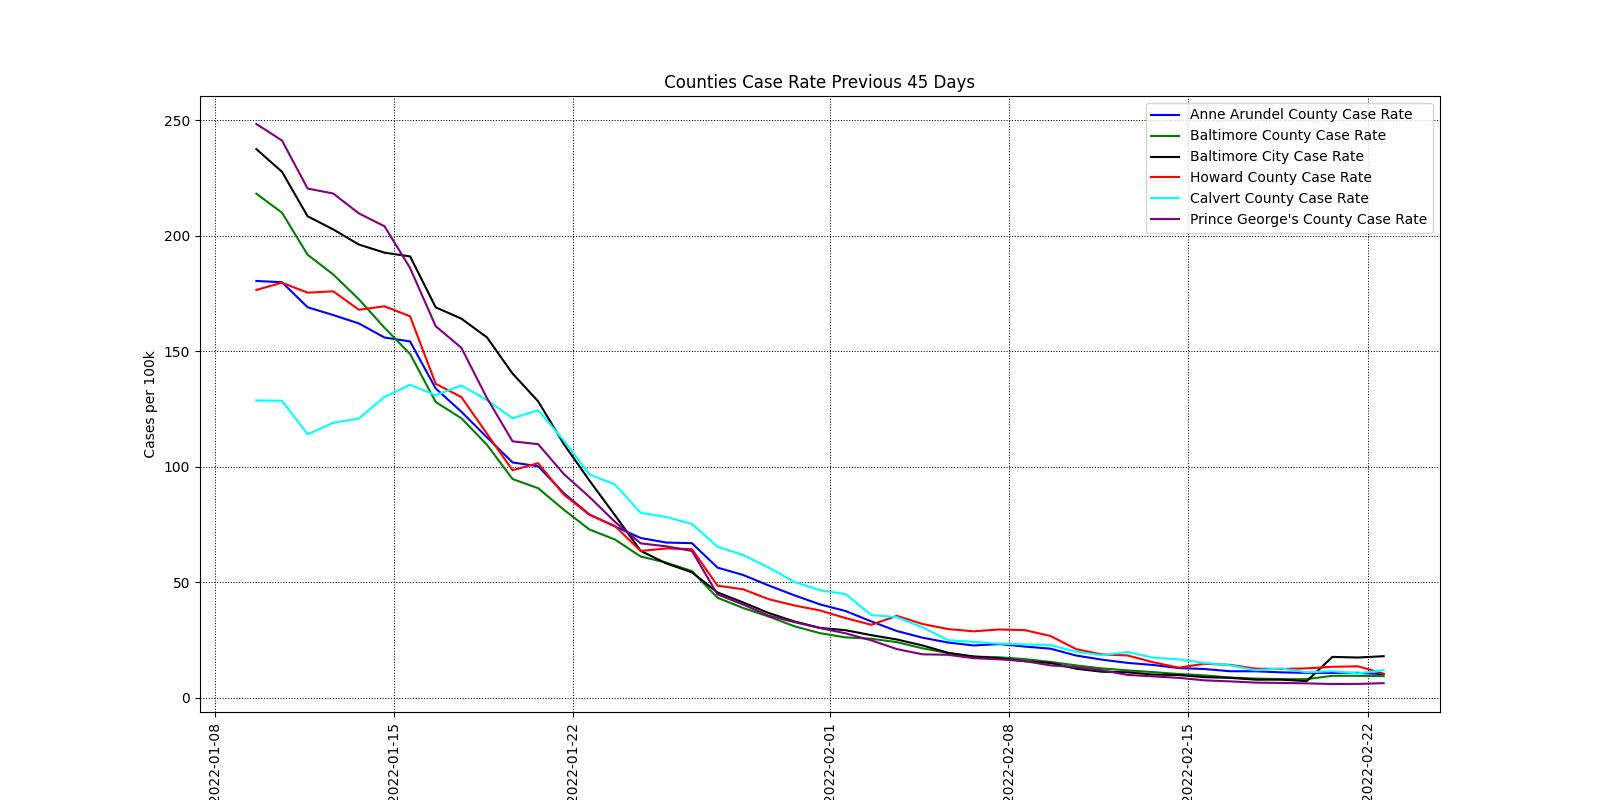 Counties Case Rate Previous 45 Days
Cases per 100k
250
200
150
100
50
0
Anne Arundel County Case Rate
Baltimore County Case Rate
Baltimore City Case Rate
Howard County Case Rate
Calvert County Case Rate
Prince George's County Case Rate
2022-01-08
2022-01-15
2022-01-22
2022-02-01
2022-02-08
2022-02-15
2022-02-22